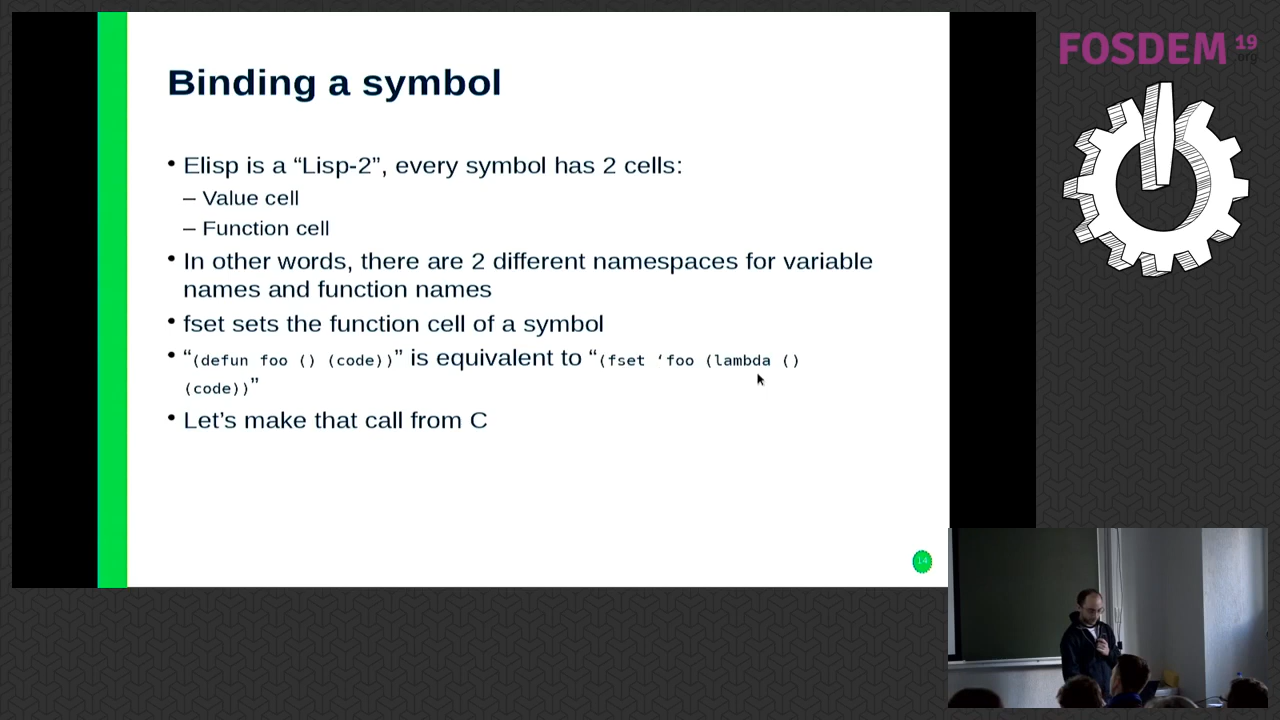 Binding a symbol
• Elisp is a “Lisp-2”, every symbol has 2 cells:
– Value cell
– Function cell
• In other words, there are 2 different namespaces for variable
names and function names
• fset sets the function cell of a symbol
• “(defun foo () (code))” is equivalent to “(fset ‘foo (lambda ()
(code))”
• Let’s make that call from C
14
FOSDEM 19
.org